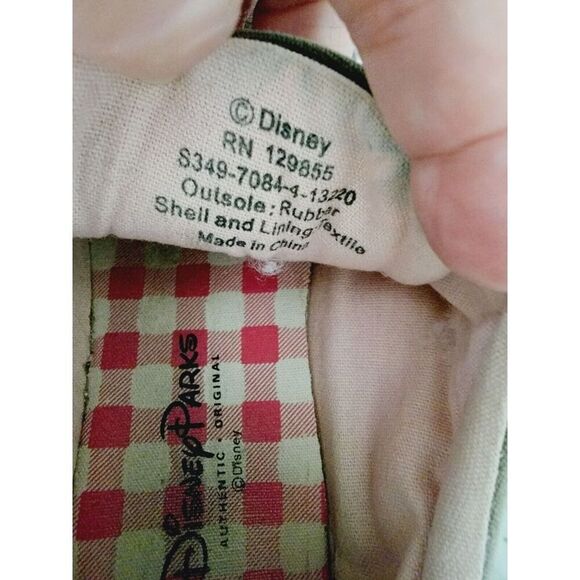 © Disney
RN 129855
S349-7084-4-13220
Outsole: Rubber
Shell and Lining: Textile
Made in China
DISNEY PARKS
AUTHENTIC • ORIGINAL
© Disney